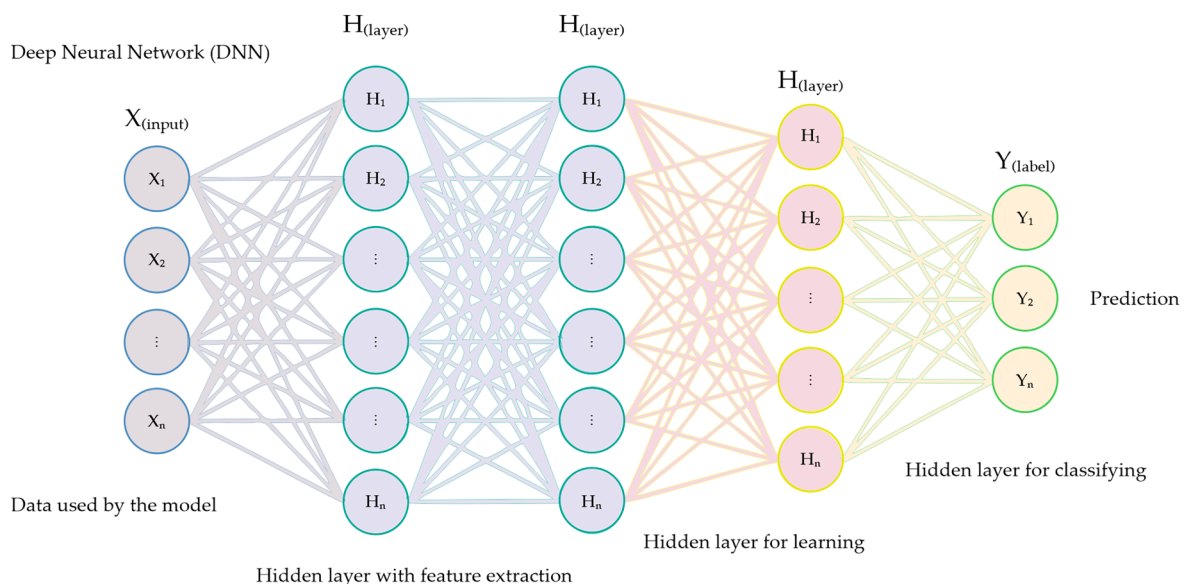 Deep Neural Network (DNN)
X(input)
X1
X2
⋮
Xn
Data used by the model
H(layer)
H1
H2
⋮
⋮
⋮
Hn
Hidden layer with feature extraction
H(layer)
H1
H2
⋮
⋮
⋮
Hn
Hidden layer for learning
H(layer)
H1
H2
⋮
⋮
Hn
Hidden layer for classifying
Y(label)
Y1
Y2
Yn
Prediction